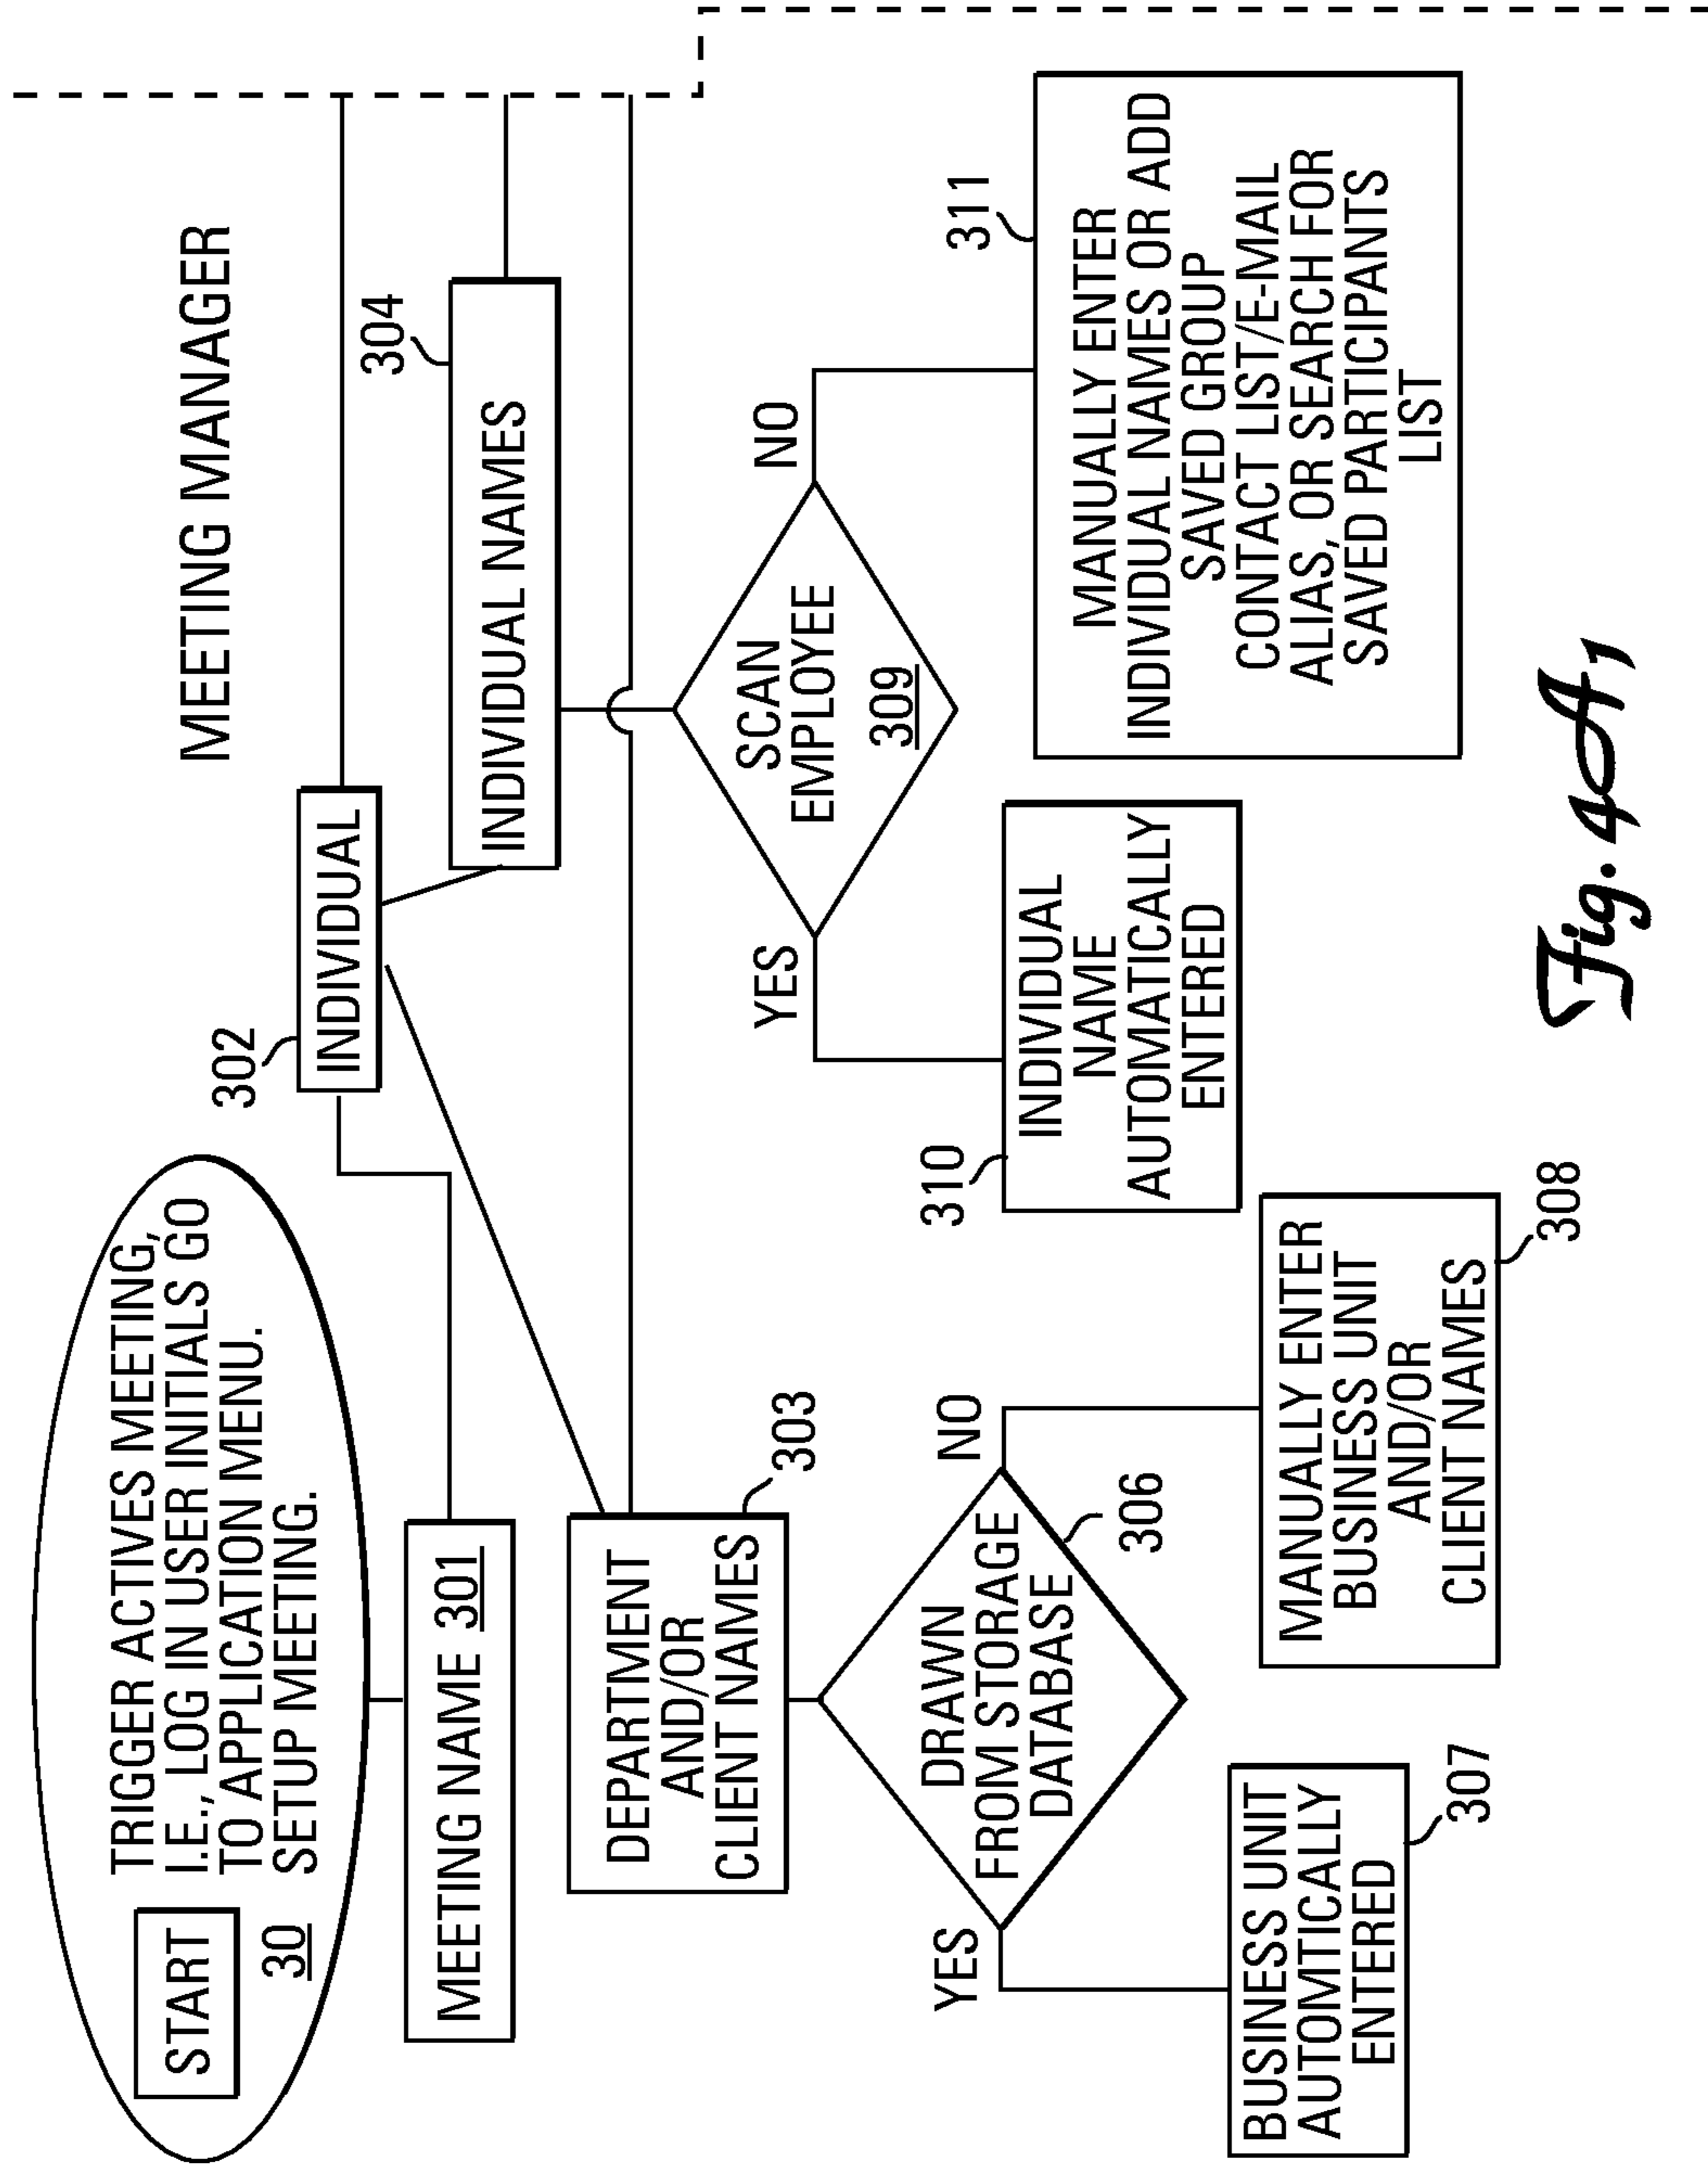 MEETING MANAGER
TRIGGER ACTIVES MEETING,
I.E., LOG IN USER INITIALS GO
TO APPLICATION MENU.
SETUP MEETING.
START
30
MEETING NAME 301
302
INDIVIDUAL
304
INDIVIDUAL NAMES
DEPARTMENT
AND/OR
CLIENT NAMES
303
DRAWN
FROM STORAGE
DATABASE
306
YES
NO
BUSINESS UNIT
AUTOMTICALLY
ENTERED
307
MANUALLY ENTER
BUSINESS UNIT
AND/OR
CLIENT NAMES
308
SCAN
EMPLOYEE
309
YES
NO
310
INDIVIDUAL
NAME
AUTOMATICALLY
ENTERED
311
MANUALLY ENTER
INDIVIDUAL NAMES OR ADD
SAVED GROUP
CONTACT LIST/E-MAIL
ALIAS, OR SEARCH FOR
SAVED PARTICIPANTS
LIST
Fig. 4A1